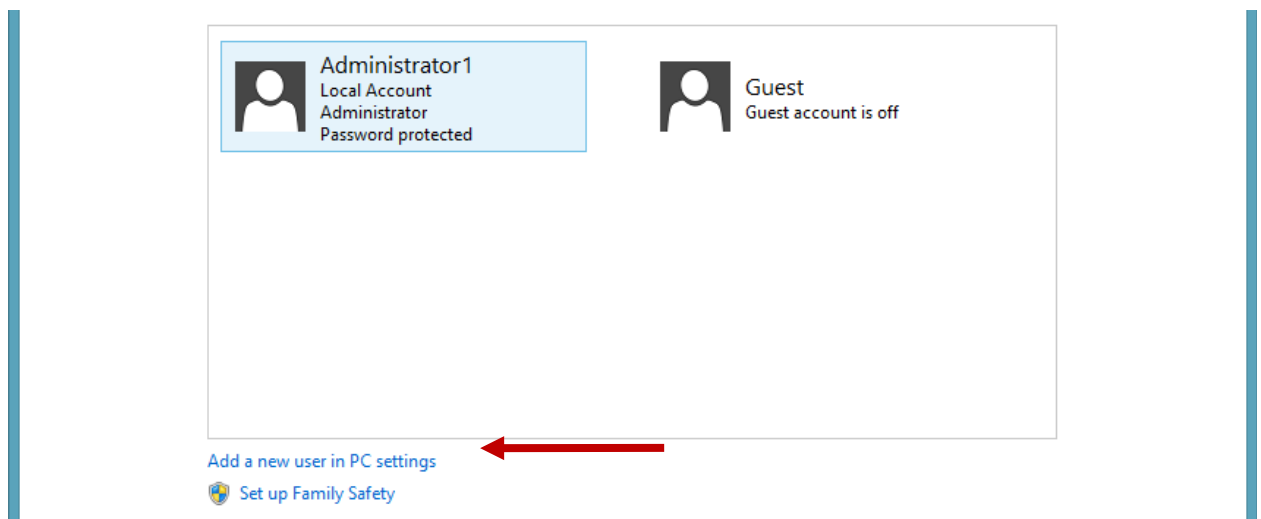 Administrator1
Local Account
Administrator
Password protected
Guest
Guest account is off
Add a new user in PC settings
Set up Family Safety